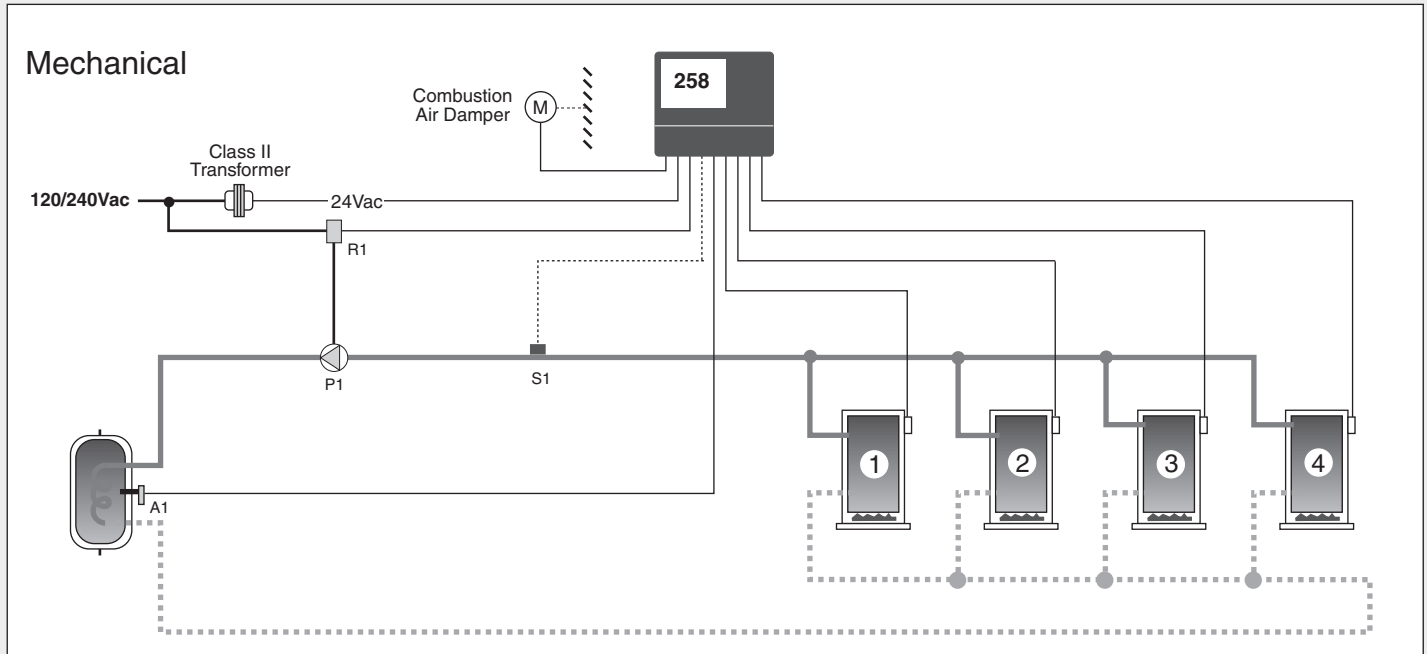 Mechanical
258
Combustion
Air Damper
M
Class II
Transformer
120/240Vac
24Vac
R1
P1
S1
A1
1
2
3
4